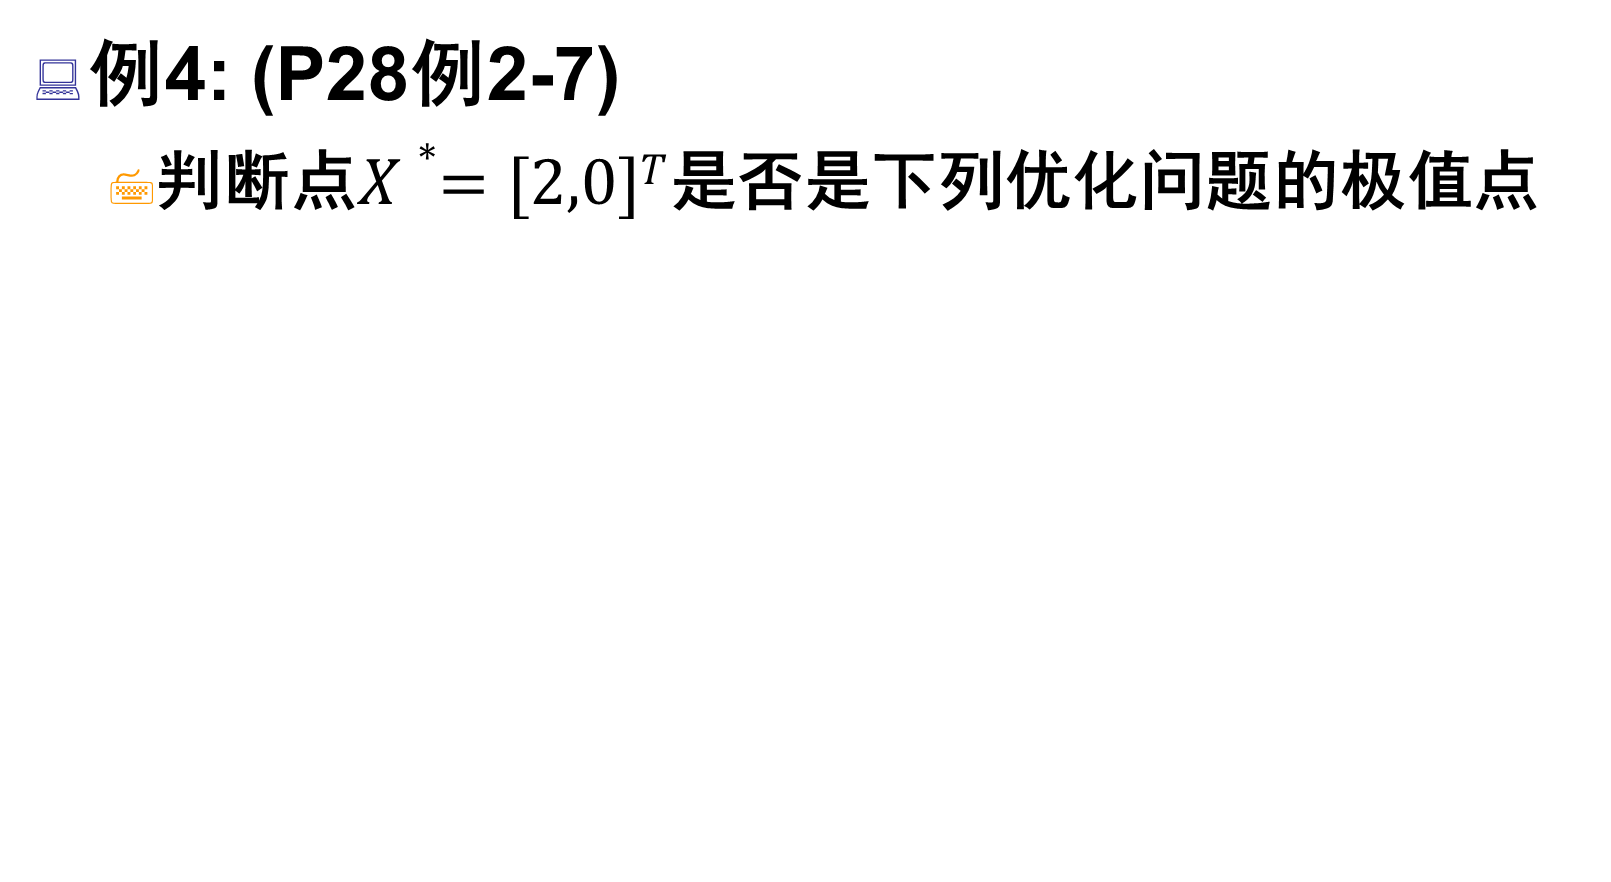 例4: (P28例2-7)
判断点X * = [2,0]ᵀ是否是下列优化问题的极值点